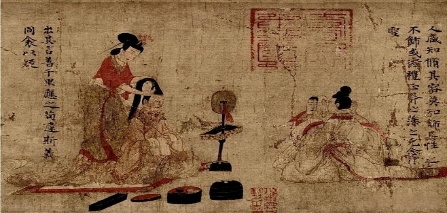 人咸知脩其容莫知飾其性
不飾或愆禮正斧之藻之克念作
聖
出其言善千里應之苟違斯義
同衾以疑